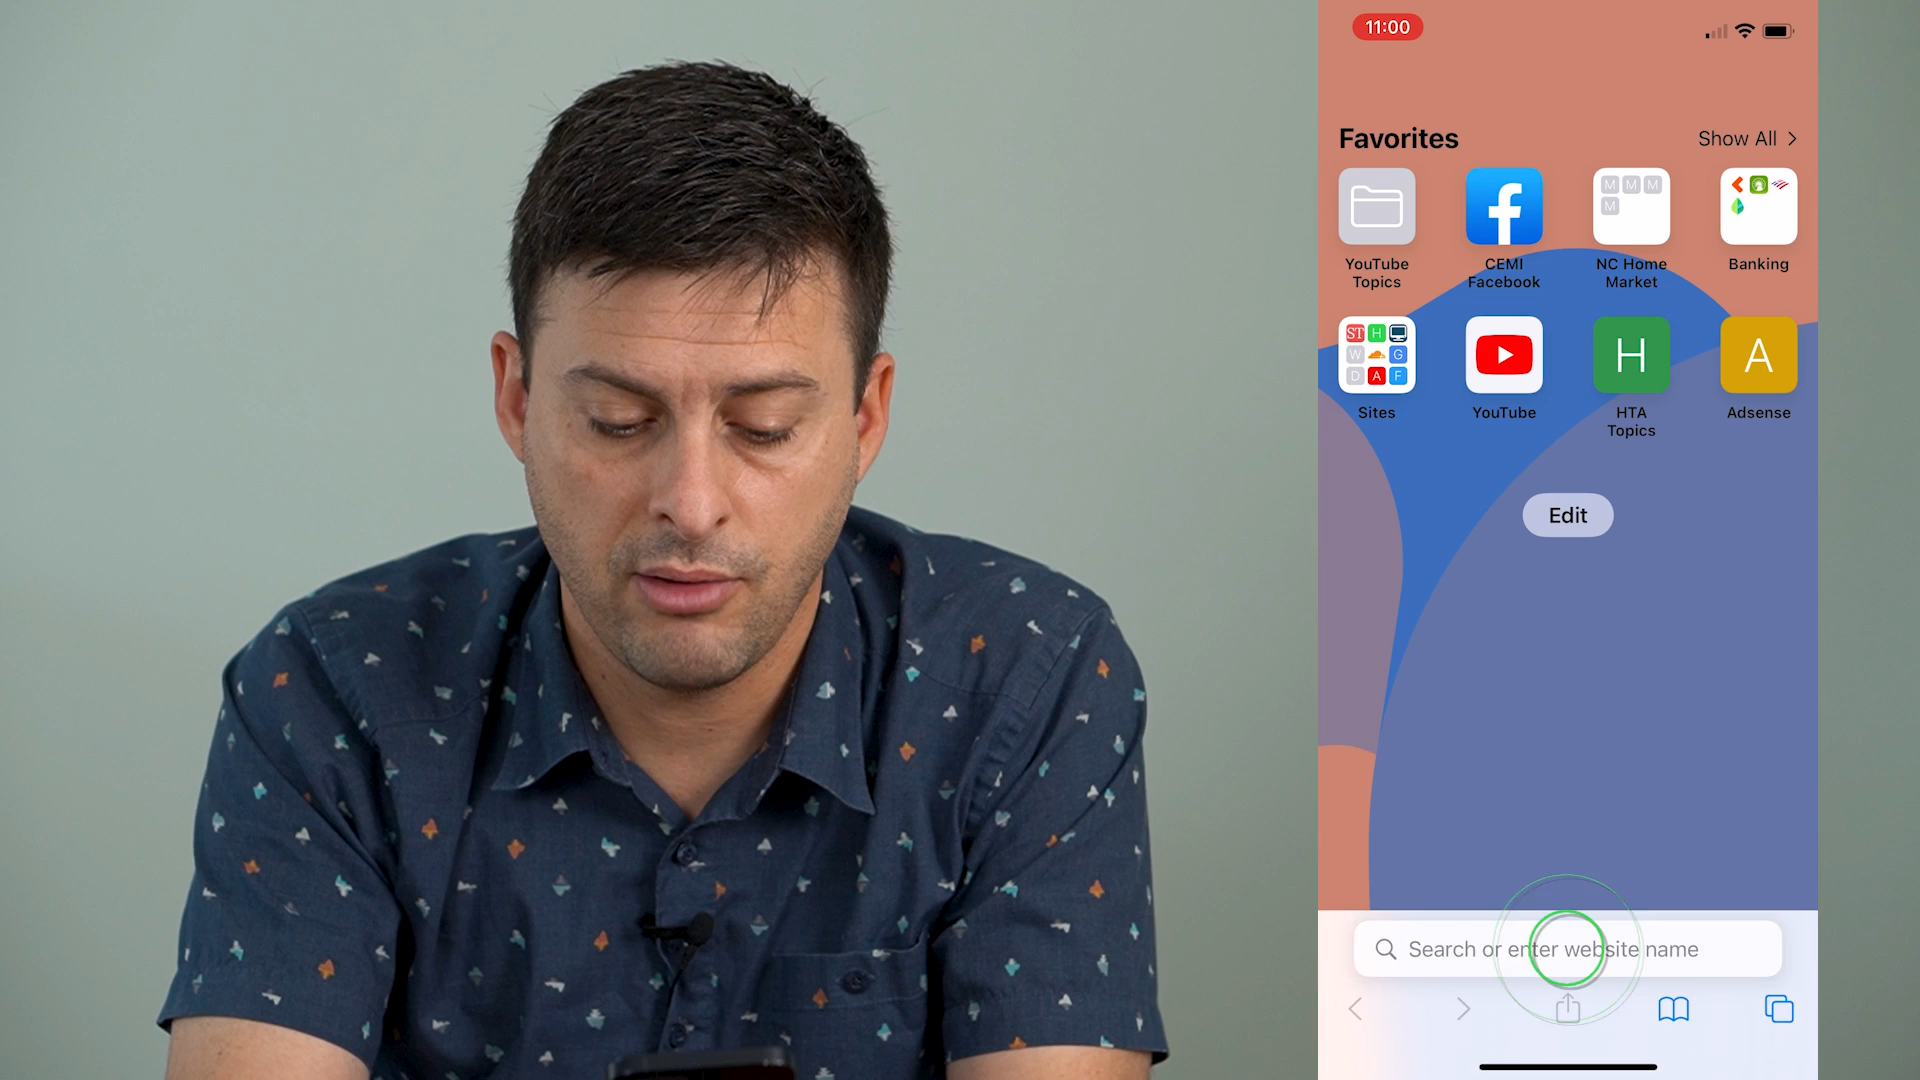 11:00
Favorites
Show All >
M M M
M
YouTube
Topics
CEMI
Facebook
NC Home
Market
Banking
ST H
W G
D A F
H
A
Sites
YouTube
HTA
Topics
Adsense
Edit
Search or enter website name